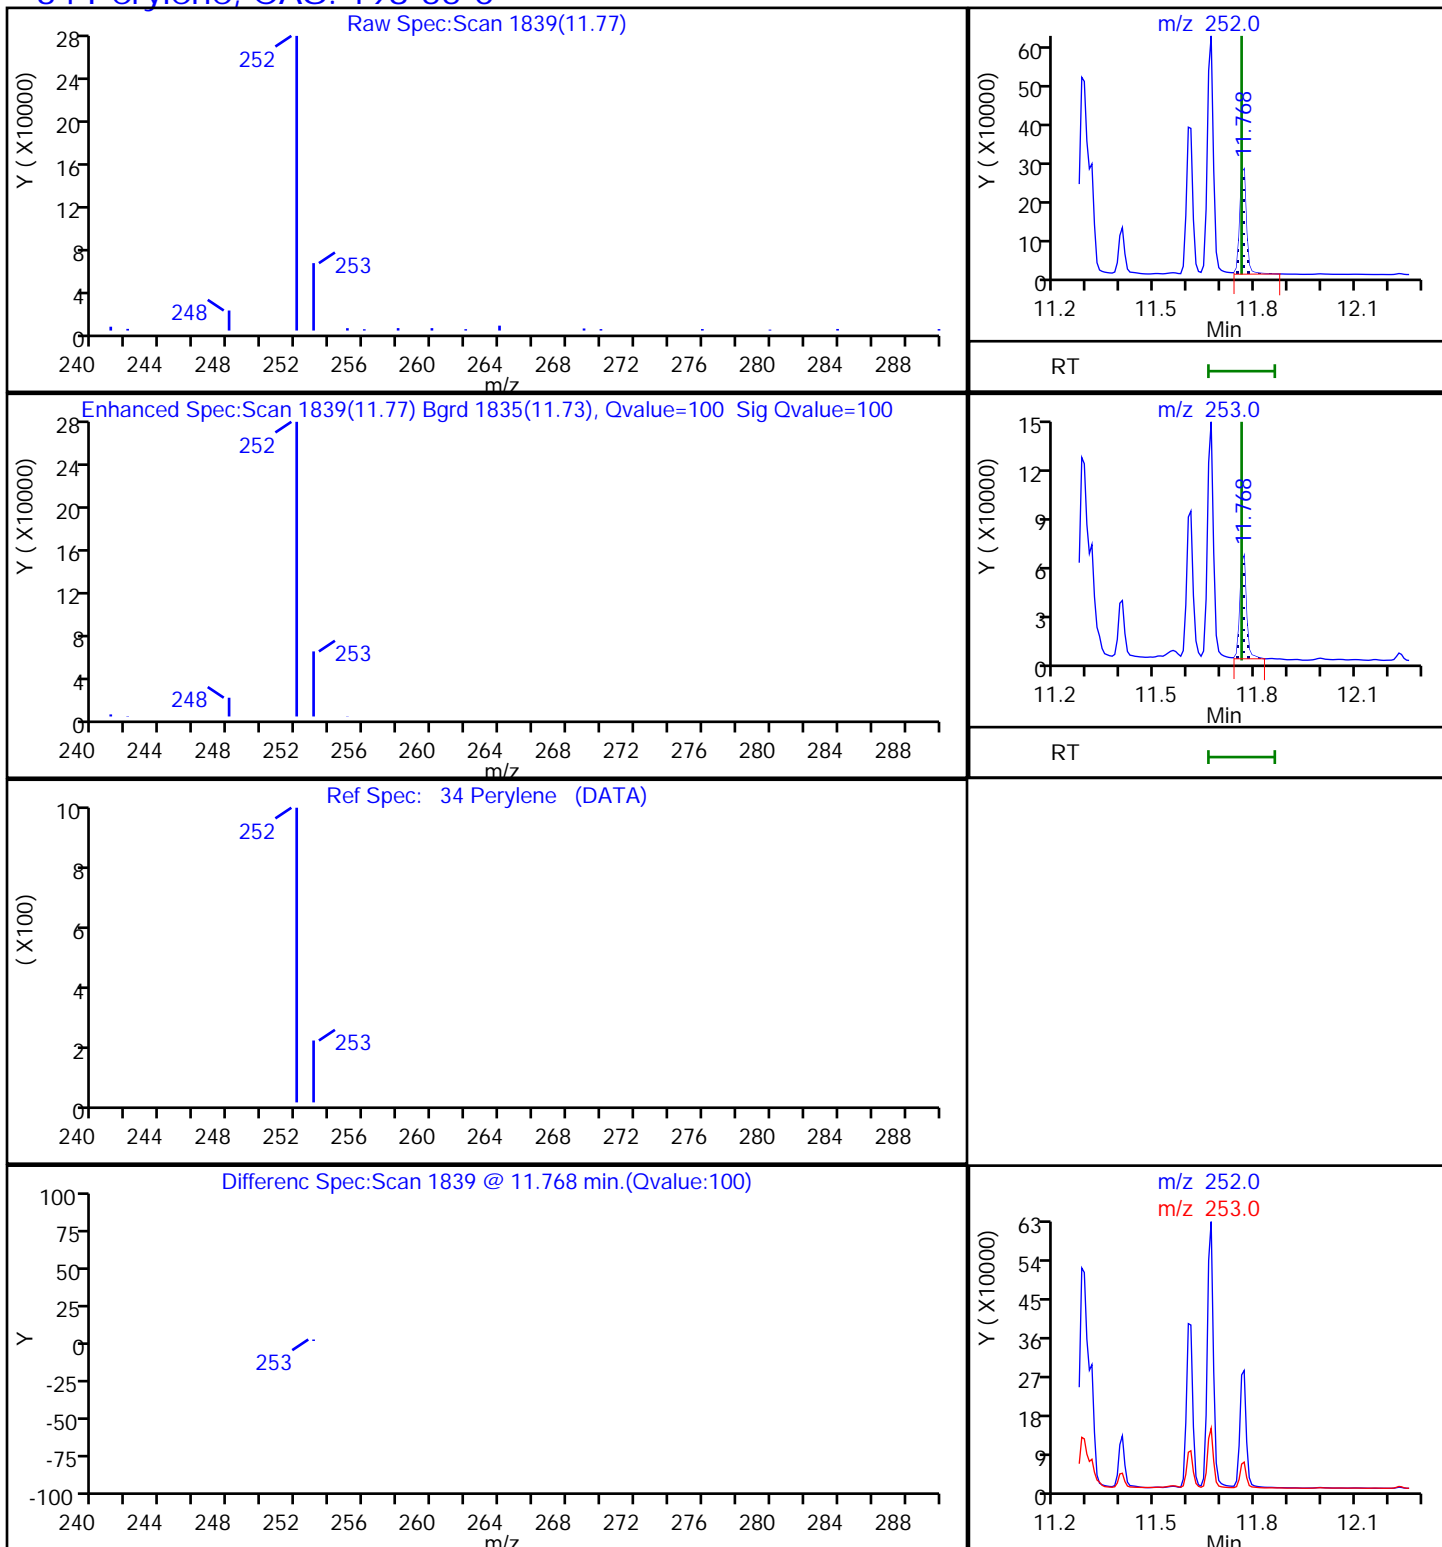 Raw Spec:Scan 1839(11.77)
Y ( X10000)
28
24
20
16
12
8
4
0
252
253
248
240 244 248 252 256 260 264 268 272 276 280 284 288
m/z
m/z 252.0
Y ( X10000)
60
50
40
30
20
10
0
11.768
11.2 11.5 11.8 12.1
Min
RT
Enhanced Spec:Scan 1839(11.77) Bgrd 1835(11.73), Qvalue=100 Sig Qvalue=100
Y ( X10000)
28
24
20
16
12
8
4
0
252
253
248
240 244 248 252 256 260 264 268 272 276 280 284 288
m/z
m/z 253.0
Y ( X10000)
15
12
9
6
3
0
11.768
11.2 11.5 11.8 12.1
Min
RT
Ref Spec: 34 Perylene (DATA)
( X100)
10
8
6
4
2
0
252
253
240 244 248 252 256 260 264 268 272 276 280 284 288
Differenc Spec:Scan 1839 @ 11.768 min.(Qvalue:100)
Y
100
75
50
25
0
-25
-50
-75
-100
253
240 244 248 252 256 260 264 268 272 276 280 284 288
m/z
m/z 252.0
m/z 253.0
Y ( X10000)
63
54
45
36
27
18
9
0
11.2 11.5 11.8 12.1
Min